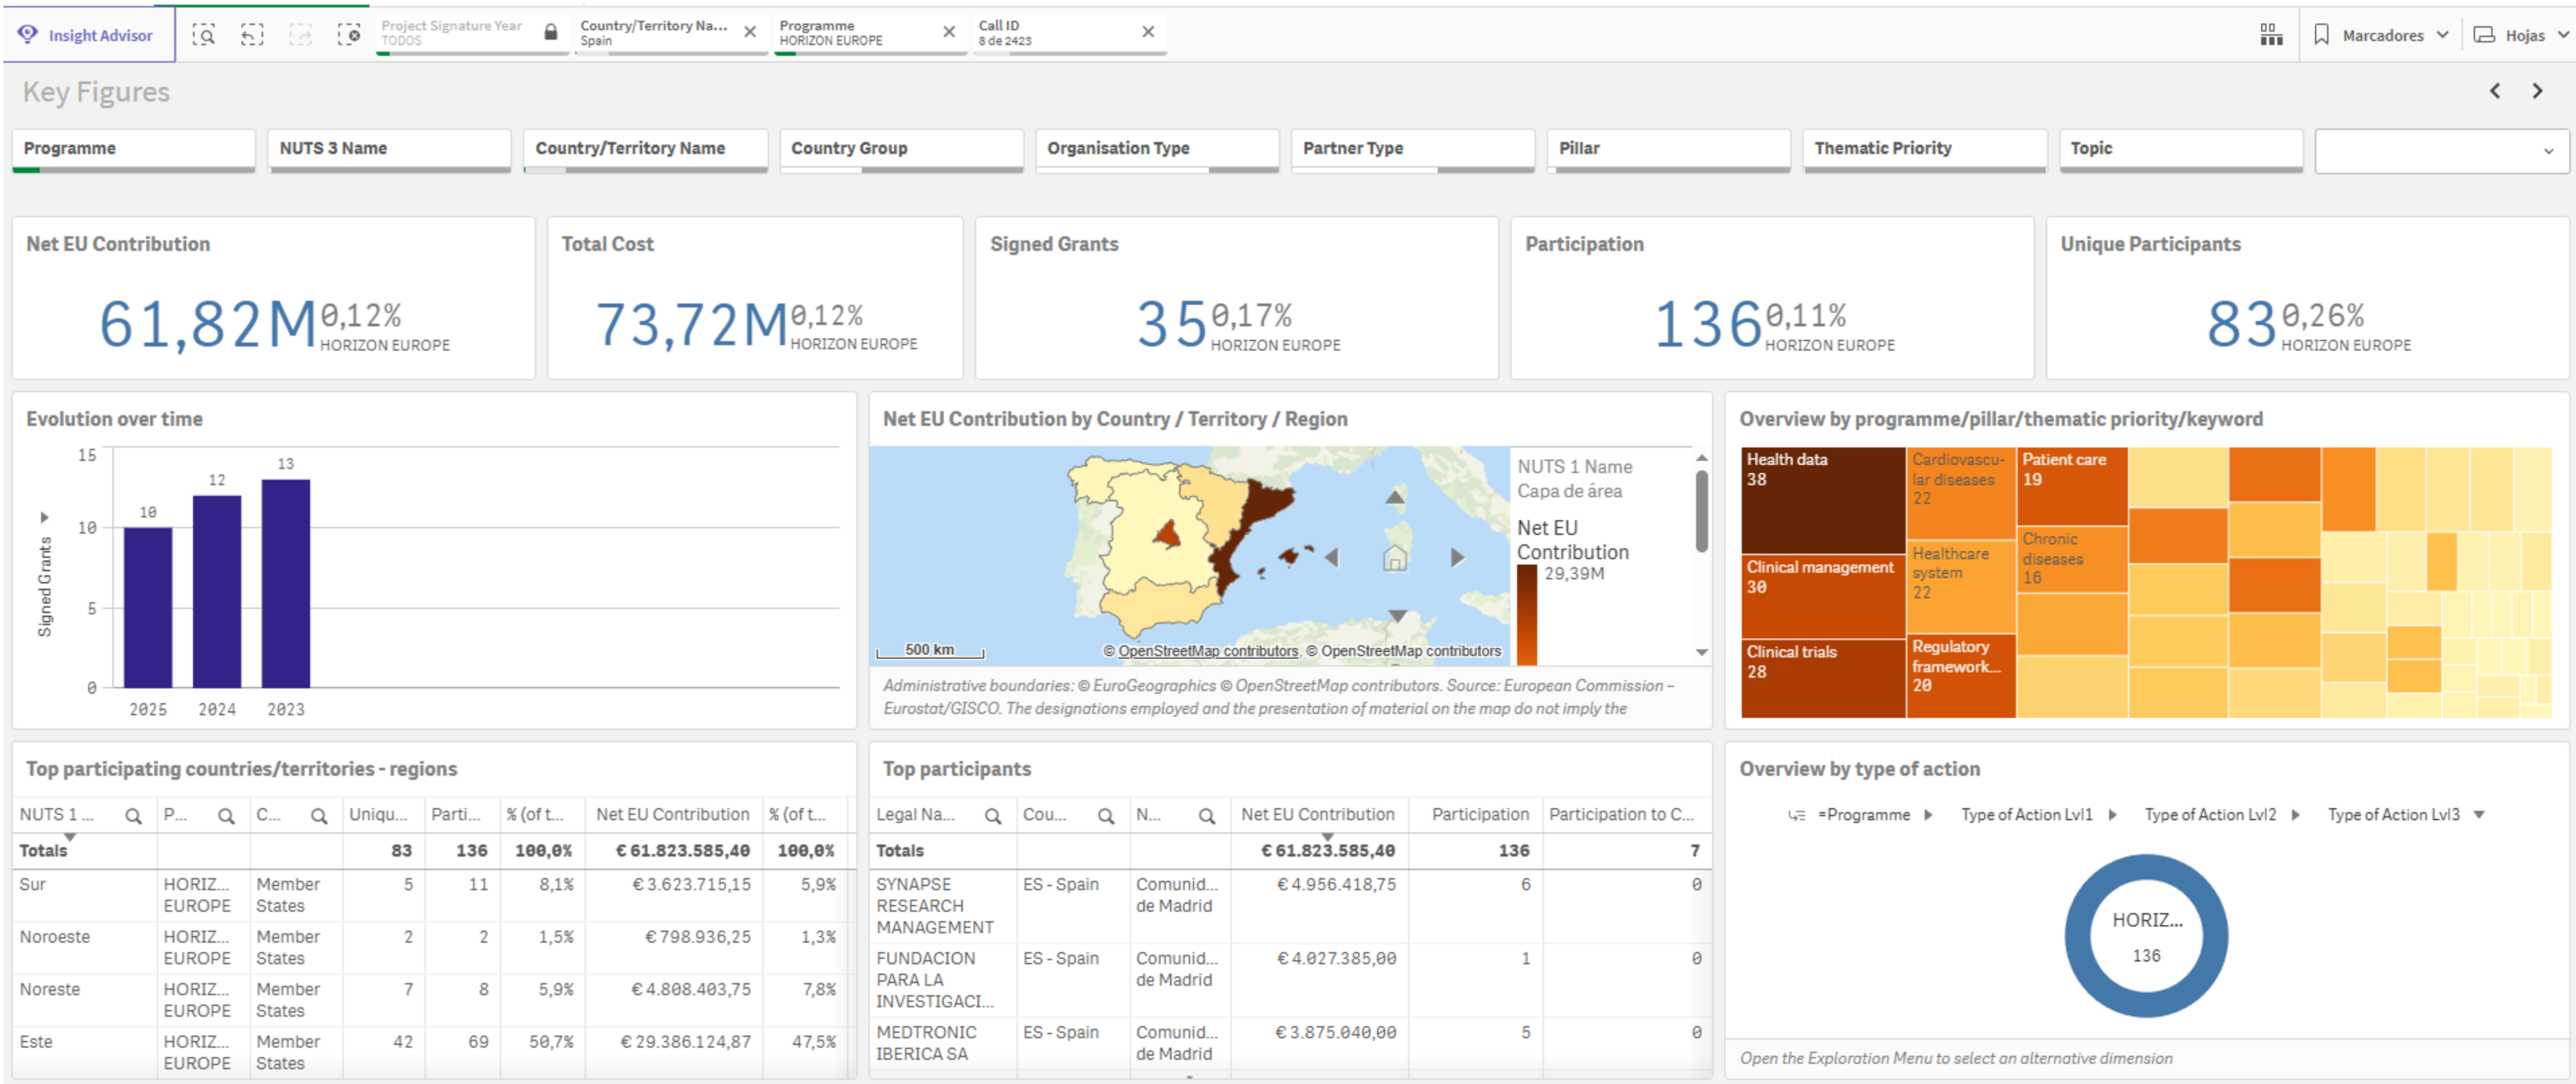 Insight Advisor
Project Signature Year
TODOS
Country/Territory Na...
Spain
Programme
HORIZON EUROPE
Call ID
8 de 2423
Marcadores
Hojas
Key Figures
Programme
NUTS 3 Name
Country/Territory Name
Country Group
Organisation Type
Partner Type
Pillar
Thematic Priority
Topic
Net EU Contribution
61,82M 0,12%
HORIZON EUROPE
Total Cost
73,72M 0,12%
HORIZON EUROPE
Signed Grants
35 0,17%
HORIZON EUROPE
Participation
136 0,11%
HORIZON EUROPE
Unique Participants
83 0,26%
HORIZON EUROPE
Evolution over time
Signed Grants
15
10
5
0
10
12
13
2025 2024 2023
Net EU Contribution by Country / Territory / Region
NUTS 1 Name
Capa de área
Net EU
Contribution
29,39M
500 km
© OpenStreetMap contributors, © OpenStreetMap contributors
Administrative boundaries: © EuroGeographics © OpenStreetMap contributors. Source: European Commission –
Eurostat/GISCO. The designations employed and the presentation of material on the map do not imply the
Overview by programme/pillar/thematic priority/keyword
Health data
38
Clinical management
30
Clinical trials
28
Cardiovascu-
lar diseases
22
Healthcare
system
22
Regulatory
framework...
20
Patient care
19
Chronic
diseases
16
Top participating countries/territories - regions
NUTS 1 ... P... C... Uniqu... Parti... % (of t... Net EU Contribution % (of t...
Totals 83 136 100,0% € 61.823.585,40 100,0%
Sur HORIZ... Member 5 11 8,1% € 3.623.715,15 5,9%
EUROPE States
Noroeste HORIZ... Member 2 2 1,5% € 798.936,25 1,3%
EUROPE States
Noreste HORIZ... Member 7 8 5,9% € 4.808.403,75 7,8%
EUROPE States
Este HORIZ... Member 42 69 50,7% € 29.386.124,87 47,5%
EUROPE States
Top participants
Legal Na... Cou... N... Net EU Contribution Participation Participation to C...
Totals € 61.823.585,40 136 7
SYNAPSE ES - Spain Comunid... € 4.956.418,75 6 0
RESEARCH de Madrid
MANAGEMENT
FUNDACION ES - Spain Comunid... € 4.027.385,00 1 0
PARA LA de Madrid
INVESTIGACI...
MEDTRONIC ES - Spain Comunid... € 3.875.040,00 5 0
IBERICA SA de Madrid
Overview by type of action
=Programme Type of Action Lvl1 Type of Action Lvl2 Type of Action Lvl3
HORIZ...
136
Open the Exploration Menu to select an alternative dimension